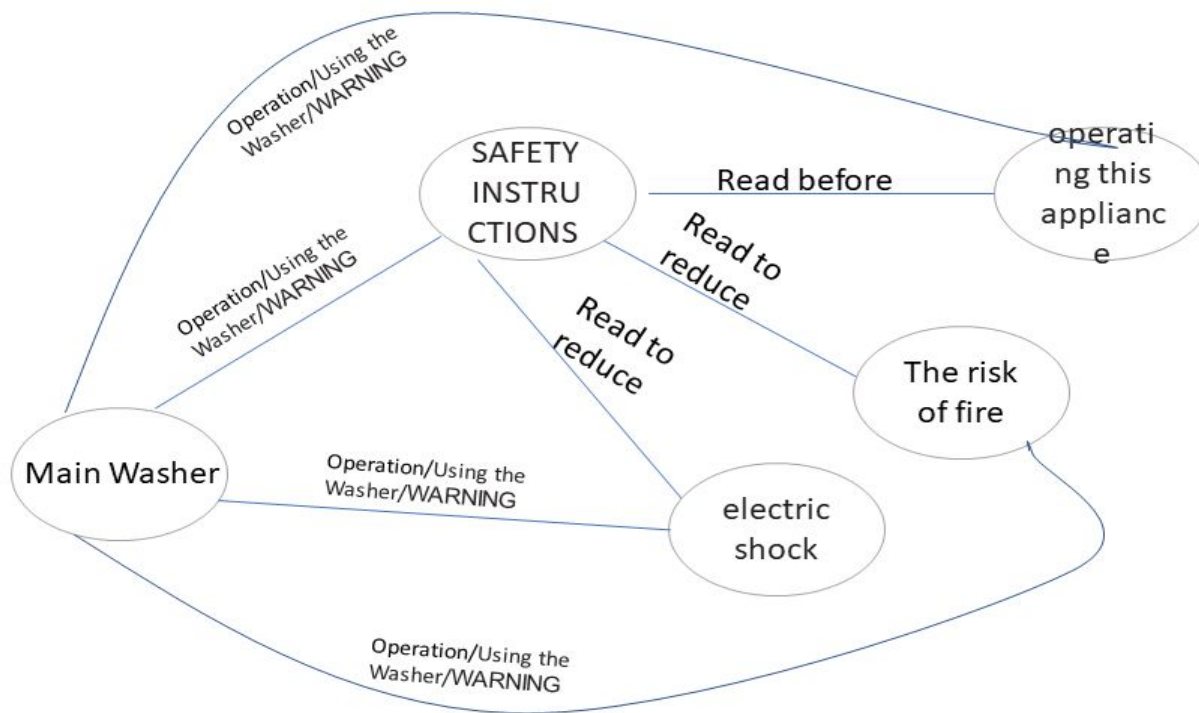 Operation/Using the
Washer/WARNING
SAFETY
INSTRU
CTIONS
Read before
operati
ng this
applianc
e
Operation/Using the
Washer/WARNING
Read to
reduce
Read to
reduce
The risk
of fire
Main Washer
Operation/Using the
Washer/WARNING
electric
shock
Operation/Using the
Washer/WARNING